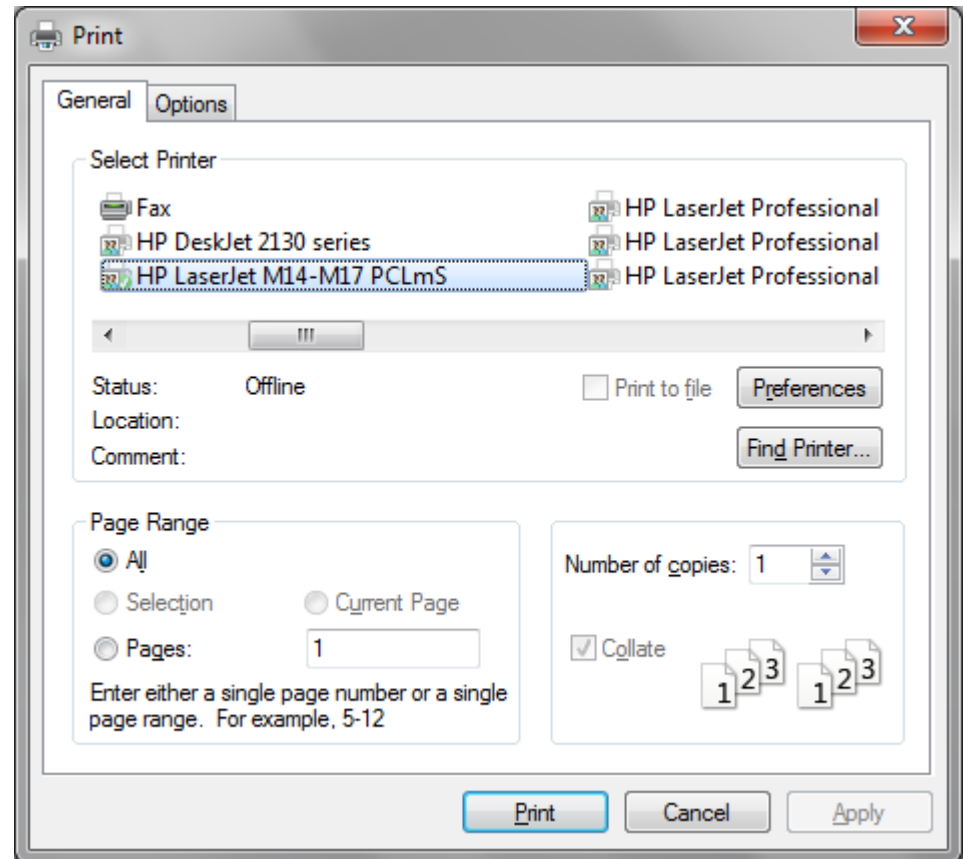 Print
General Options
Select Printer
Fax HP LaserJet Professional
HP DeskJet 2130 series HP LaserJet Professional
HP LaserJet M14-M17 PCLmS HP LaserJet Professional
Status: Offline Print to file Preferences
Location:
Comment: Find Printer...
Page Range
All
Number of copies: 1
Selection Current Page
Pages: 1
Collate
1 2 3 1 2 3
Enter either a single page number or a single
page range. For example, 5-12
Print Cancel Apply